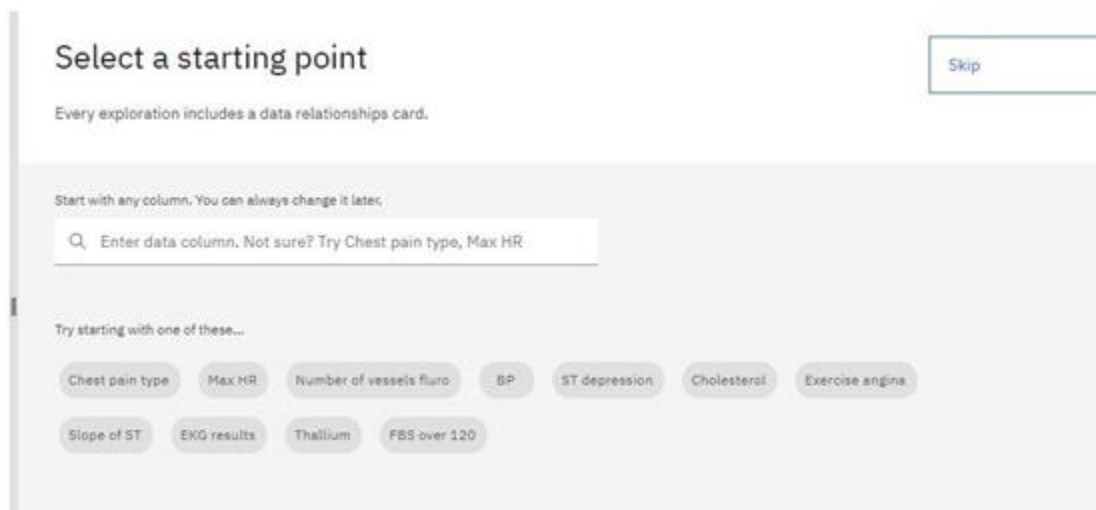 Select a starting point
Skip
Every exploration includes a data relationships card.
Start with any column. You can always change it later.
Enter data column. Not sure? Try Chest pain type, Max HR
Try starting with one of these...
Chest pain type Max HR Number of vessels fluro BP ST depression Cholesterol Exercise angina
Slope of ST EKG results Thallium FBS over 120